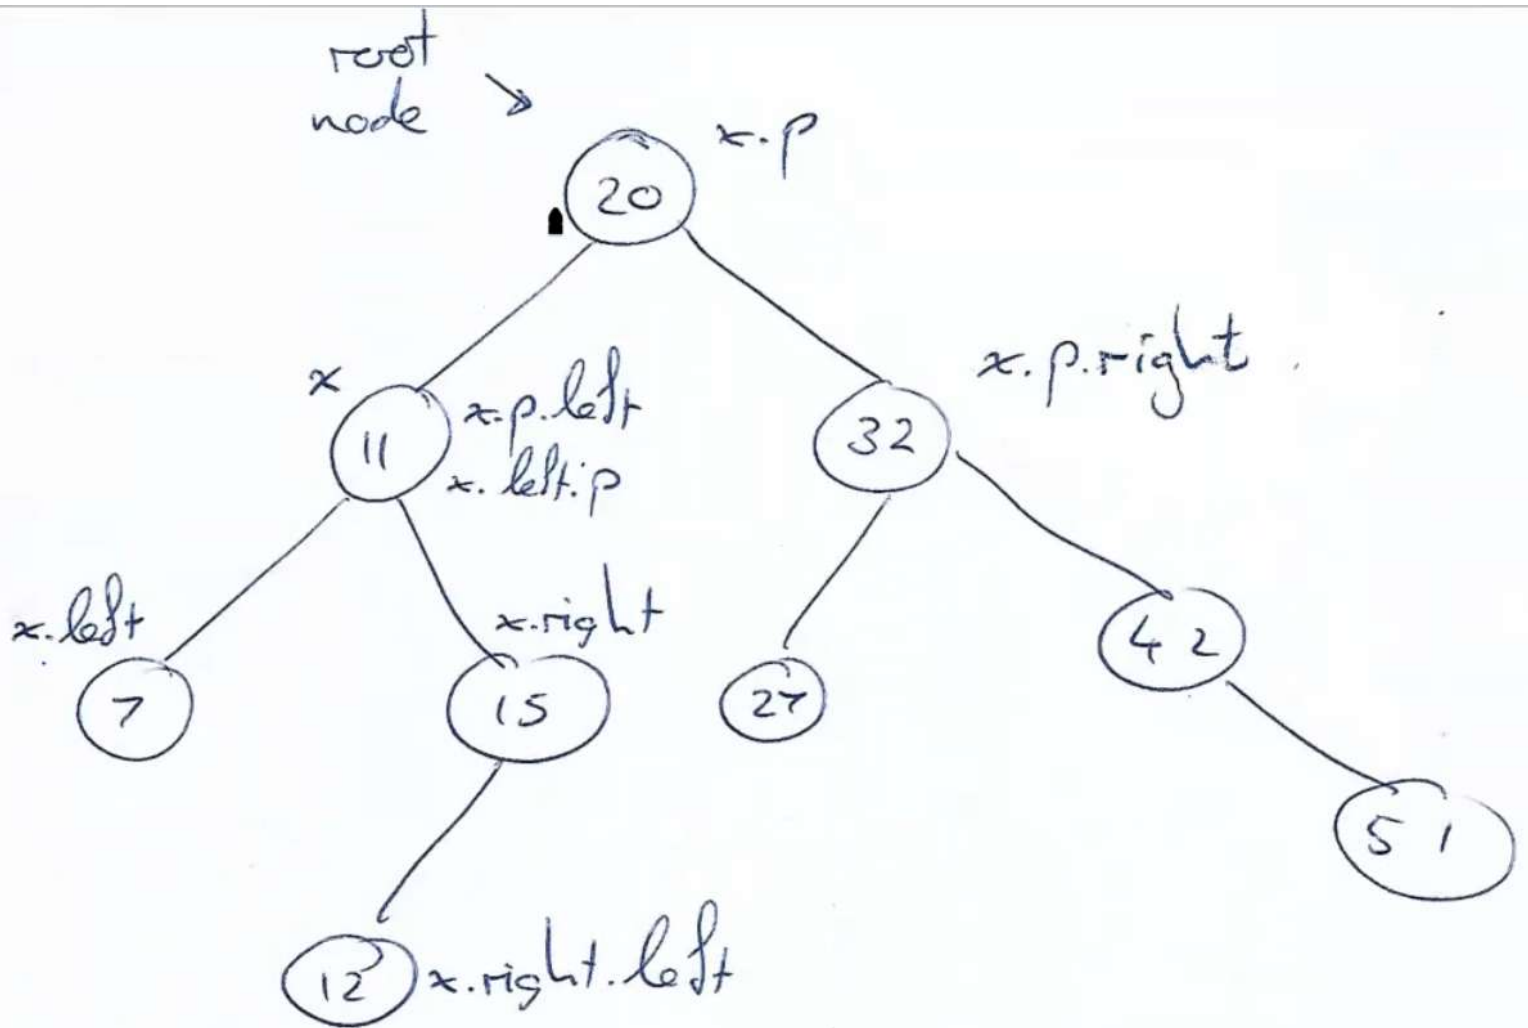 root
node
x.p
20
x
11
x.p.left
x.left.p
32
x.p.right
x.left
7
x.right
15
27
42
51
12
x.right.left